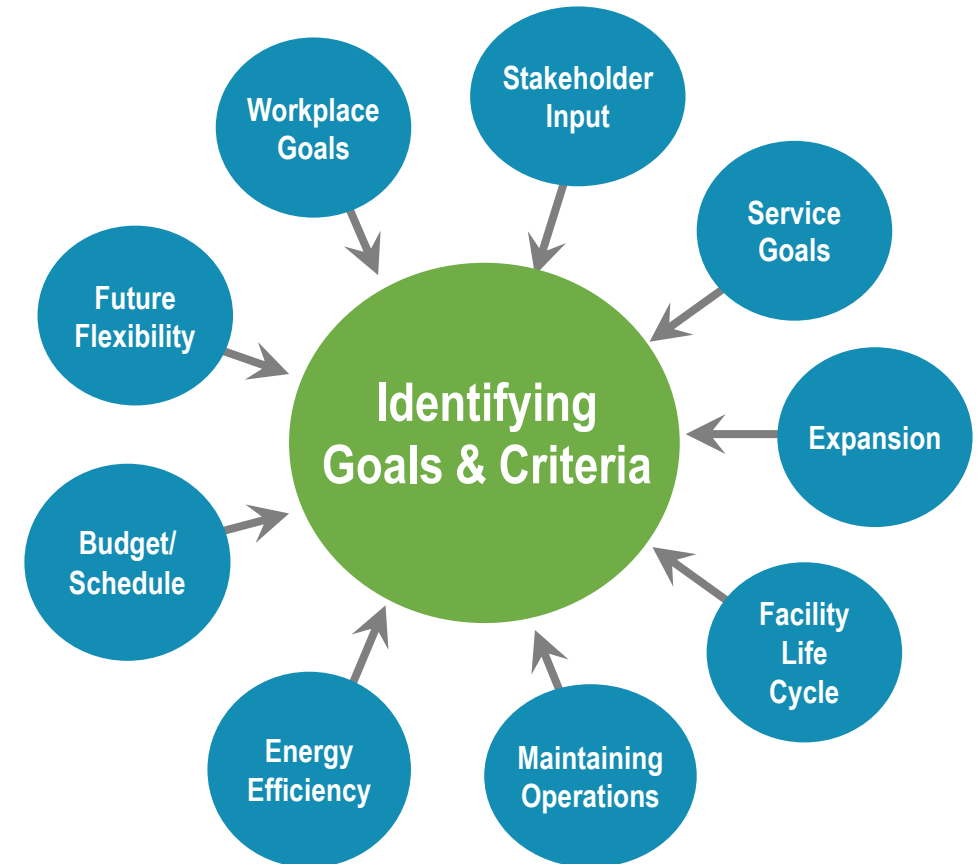 Workplace
Goals
Stakeholder
Input
Service
Goals
Future
Flexibility
Identifying
Goals & Criteria
Expansion
Budget/
Schedule
Facility
Life
Cycle
Energy
Efficiency
Maintaining
Operations